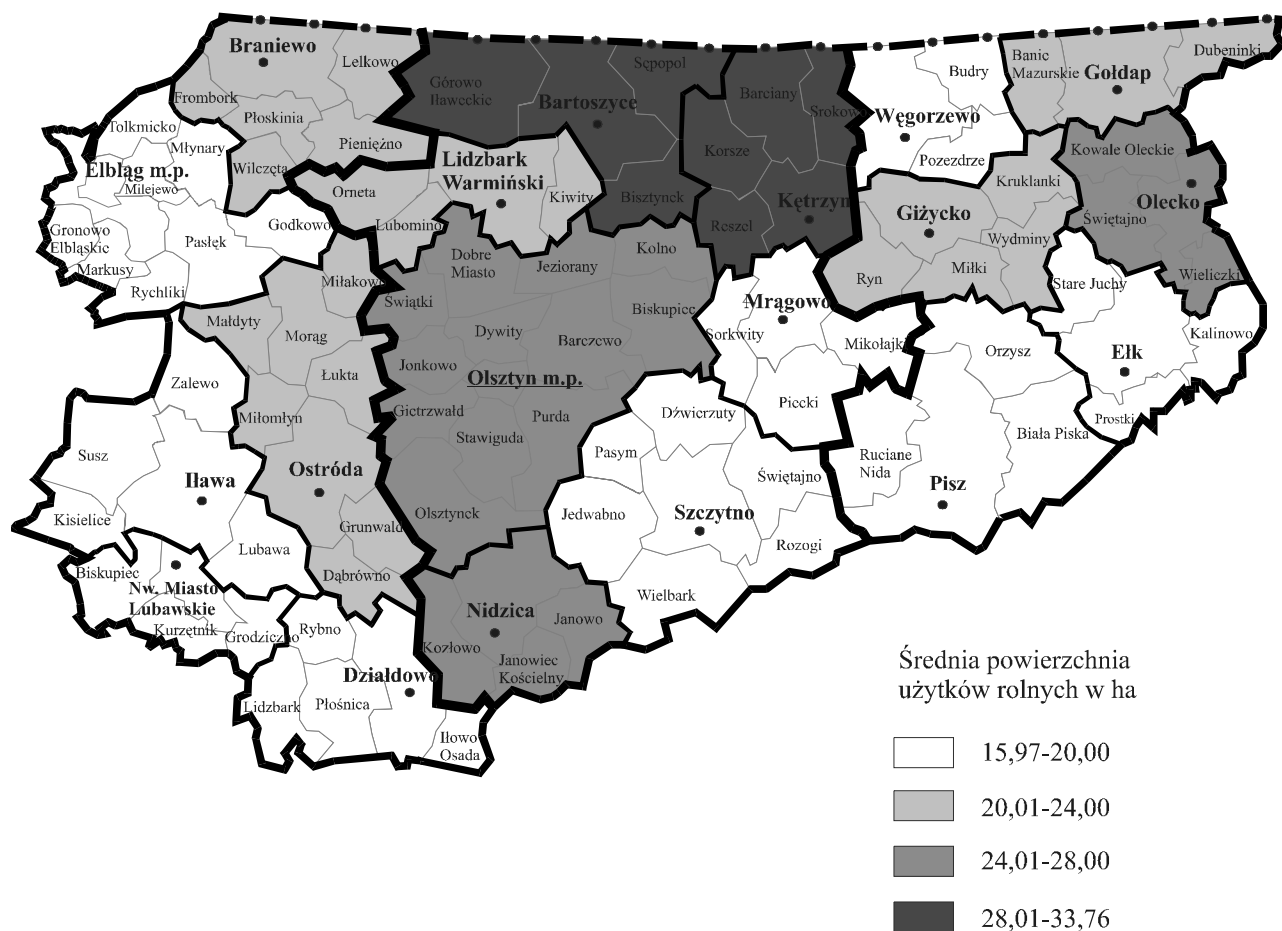 Braniewo
Lelkowo
Frombork
Płoskinia
Pieniężno
Wilczęta
Górowo
Iławeckie
Sępopol
Bartoszyce
Bisztynek
Barciany
Srokowo
Korsze
Kętrzyn
Reszel
Budry
Węgorzewo
Pozezdrze
Banie
Mazurskie
Gołdap
Dubeninki
Kowale Oleckie
Olecko
Świętajno
Wieliczki
Tolkmicko
Młynary
Elbląg m.p.
Milejewo
Gronowo
Elbląskie
Pasłęk
Godkowo
Markusy
Rychliki
Lidzbark
Warmiński
Orneta
Kiwity
Lubomino
Kruklanki
Giżycko
Wydminy
Ryn
Miłki
Dobre
Miasto
Jeziorany
Kolno
Świątki
Biskupiec
Dywity
Barczewo
Jonkowo
Olsztyn m.p.
Gietrzwałd
Purda
Stawiguda
Olsztynek
Mrągowo
Sorkwity
Mikołajki
Piecki
Stare Juchy
Kalinowo
Ełk
Prostki
Orzysz
Biała Piska
Ruciane
Nida
Pisz
Miłakowo
Małdyty
Morąg
Łukta
Miłomłyn
Ostróda
Grunwald
Dąbrówno
Zalewo
Susz
Iława
Kisielice
Lubawa
Dźwierzuty
Pasym
Świętajno
Jedwabno
Szczytno
Rozogi
Wielbark
Biskupiec
Nw. Miasto
Lubawskie
Kurzętnik
Grodziczno
Rybno
Działdowo
Lidzbark
Płośnica
Iłowo
Osada
Nidzica
Janowo
Kozłowo
Janowiec
Kościelny
Średnia powierzchnia
użytków rolnych w ha
15,97-20,00
20,01-24,00
24,01-28,00
28,01-33,76